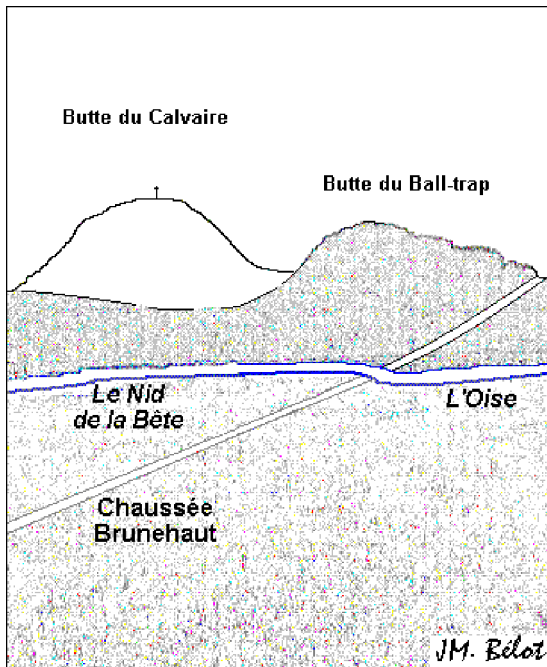 Butte du Calvaire
Butte du Ball-trap
Le Nid
de la Bête
L'Oise
Chaussée
Brunehaut
JM. Bélot